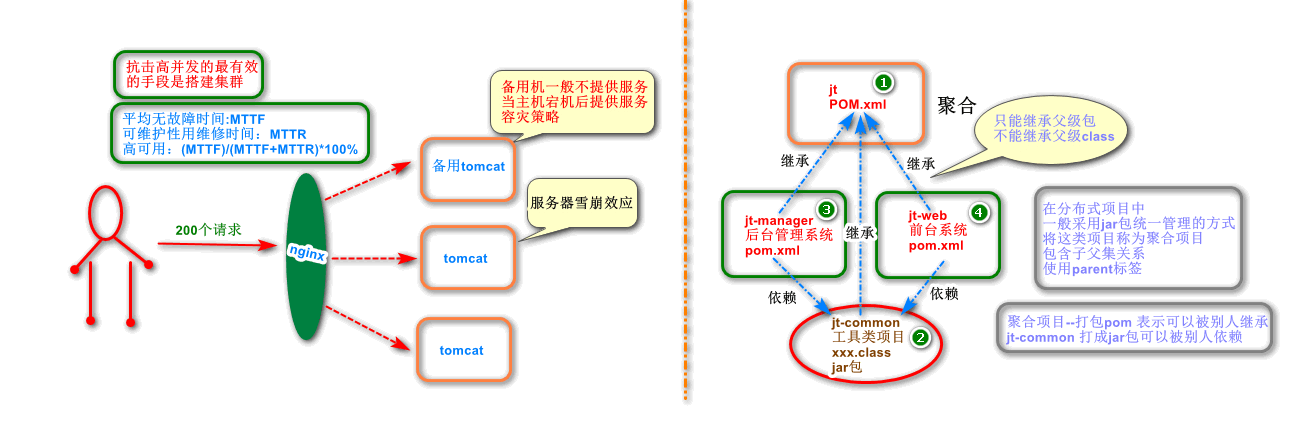 抗击高并发的最有效
的手段是搭建集群
平均无故障时间:MTTF
可维护性用维修时间：MTTR
高可用：(MTTF)/(MTTF+MTTR)*100%
备用机一般不提供服务
当主机宕机后提供服务
容灾策略
备用tomcat
服务器雪崩效应
200个请求
nginx
tomcat
tomcat
1
jt
POM.xml
聚合
只能继承父级包
不能继承父级class
继承
继承
继承
3
jt-manager
后台管理系统
pom.xml
4
jt-web
前台系统
pom.xml
依赖
依赖
jt-common
工具类项目
xxx.class
jar包
2
在分布式项目中
一般采用jar包统一管理的方式
将这类项目称为聚合项目
包含子父集关系
使用parent标签
聚合项目--打包pom 表示可以被别人继承
jt-common 打成jar包可以被别人依赖